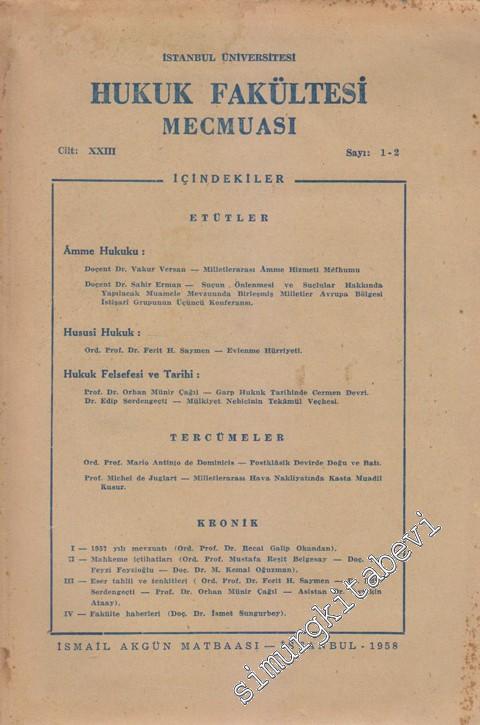 İSTANBUL ÜNİVERSİTESİ
HUKUK FAKÜLTESİ
MECMUASI
Cilt: XXIII Sayı: 1-2
İÇİNDEKİLER
ETÜTLER
Âmme Hukuku :
Doçent Dr. Vakur Versan — Milletlerarası Âmme Hizmeti Mefhumu
Doçent Dr. Sahir Erman — Suçun Önlenmesi ve Suçlular Hakkında
Yapılacak Muamele Mevzuunda Birleşmiş Milletler Avrupa Bölgesi
İstişari Grupunun Üçüncü Konferansı.
Hususi Hukuk :
Ord. Prof. Dr. Ferit H. Saymen — Evlenme Hürriyeti.
Hukuk Felsefesi ve Tarihi :
Prof. Dr. Orhan Münir Çağıl — Garp Hukuk Tarihinde Cermen Devri.
Dr. Edip Serdengeçti — Mülkiyet Nehicinin Tekâmül Veçhesi.
TERCÜMELER
Ord. Prof. Mario Antinjo de Dominicis — Postklâsik Devirde Doğu ve Batı.
Prof. Michel de Juglart — Milletlerarası Hava Nakliyatında Kasta Muadil
Kusur.
KRONİK
I — 1957 yılı mevzuatı (Ord. Prof. Dr. Recai Galip Okandan).
II — Mahkeme içtihatları (Ord. Prof. Mustafa Reşit Belgesay — Doç.
Feyzi Feyzioğlu — Doç. Dr. M. Kemal Oğuzman).
III — Eser tahlil ve tenkitleri ( Ord. Prof. Dr. Ferit H. Saymen —
Serdengeçti — Prof. Dr. Orhan Münir Çağıl — Asistan Dr.
Ataay).
IV — Fakülte haberleri (Doç. Dr. İsmet Sungurbey).
İSMAİL AKGÜN MATBAASI — İSTANBUL - 1958
simurgkitabevi